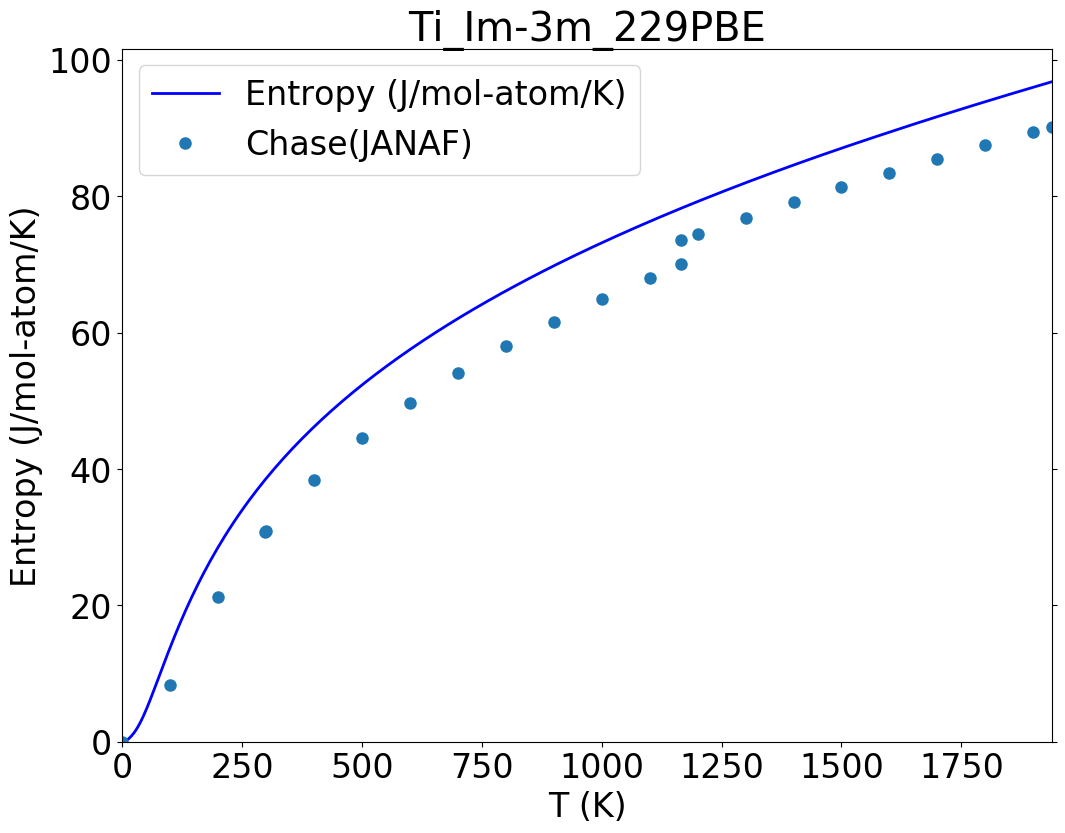 Ti_Im-3m_229PBE
Entropy (J/mol-atom/K)
Chase(JANAF)
Entropy (J/mol-atom/K)
100
80
60
40
20
0
0 250 500 750 1000 1250 1500 1750
T (K)